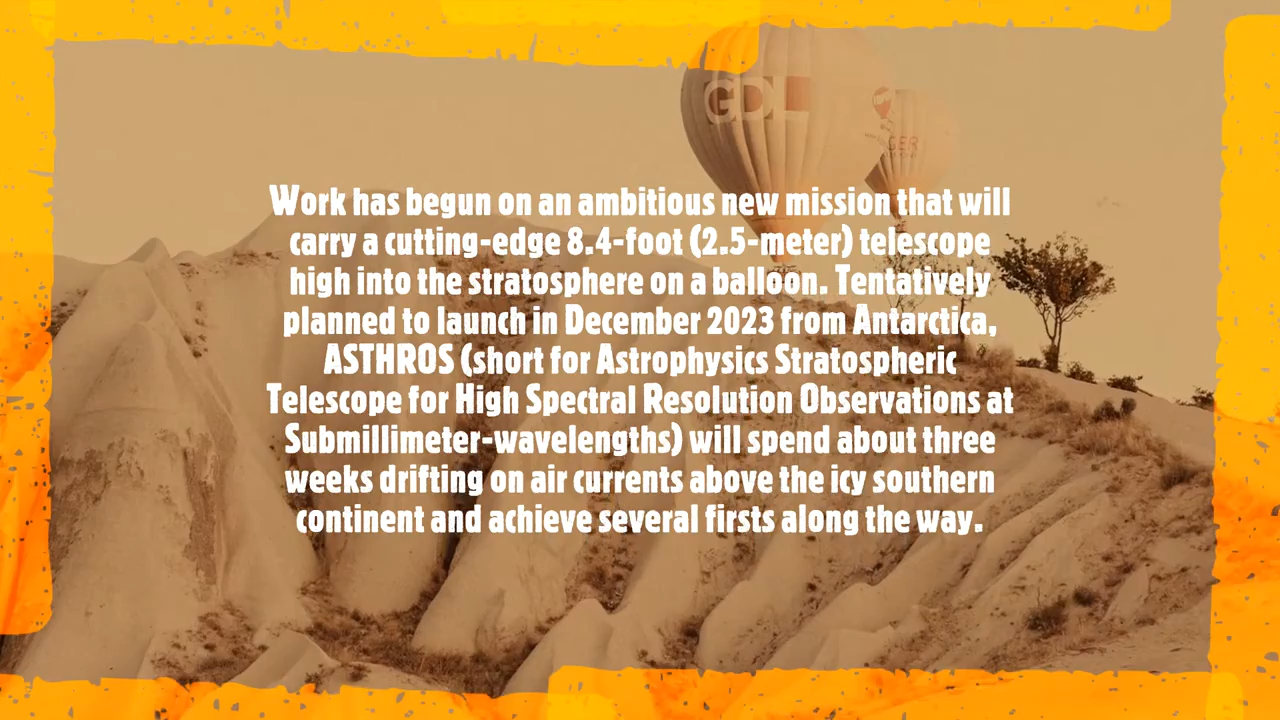 GDL
Work has begun on an ambitious new mission that will
carry a cutting-edge 8.4-foot (2.5-meter) telescope
high into the stratosphere on a balloon. Tentatively
planned to launch in December 2023 from Antarctica,
ASTHROS (short for Astrophysics Stratospheric
Telescope for High Spectral Resolution Observations at
Submillimeter-wavelengths) will spend about three
weeks drifting on air currents above the icy southern
continent and achieve several firsts along the way.